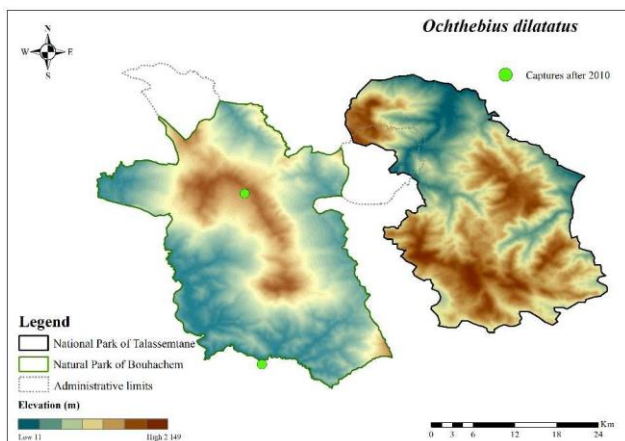 Ochthebius dilatatus
N
W E
S
Captures after 2010
Legend
National Park of Talassemtane
Natural Park of Bouhachem
Administrative limits
Elevation (m)
Low 11 High 2 149
Km
0 3 6 12 18 24